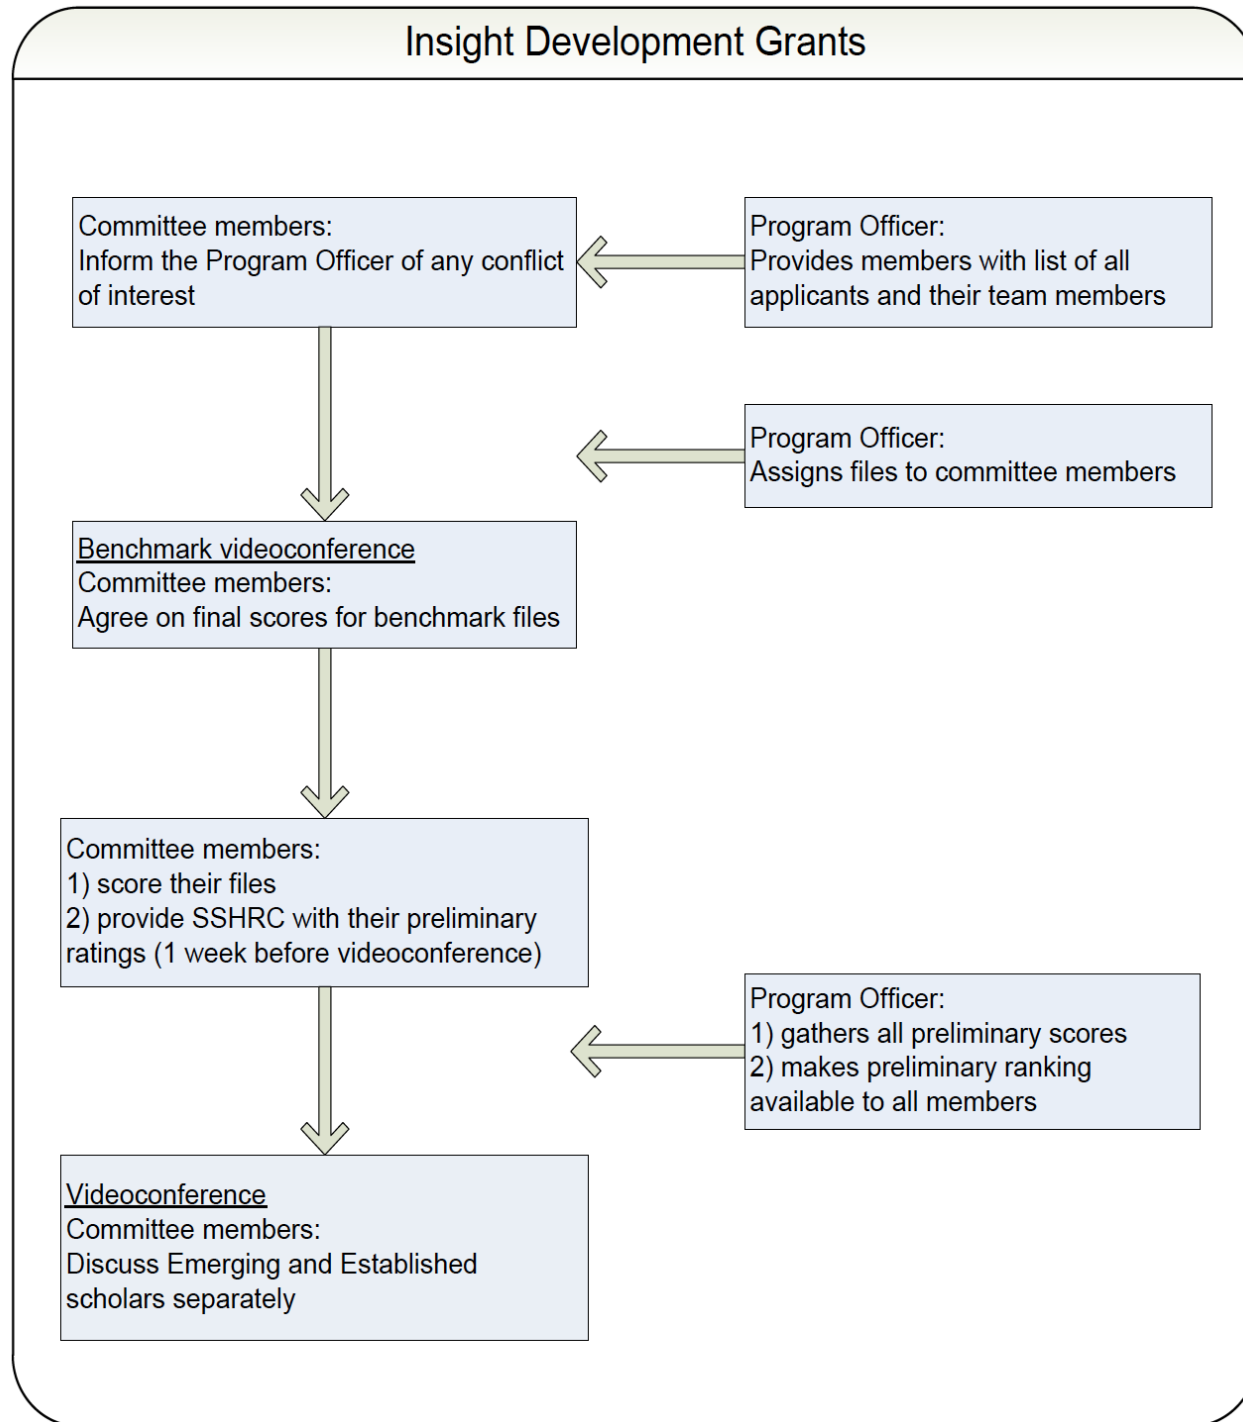 Insight Development Grants
Committee members:
Inform the Program Officer of any conflict
of interest
Program Officer:
Provides members with list of all
applicants and their team members
Program Officer:
Assigns files to committee members
Benchmark videoconference
Committee members:
Agree on final scores for benchmark files
Committee members:
1) score their files
2) provide SSHRC with their preliminary
ratings (1 week before videoconference)
Program Officer:
1) gathers all preliminary scores
2) makes preliminary ranking
available to all members
Videoconference
Committee members:
Discuss Emerging and Established
scholars separately